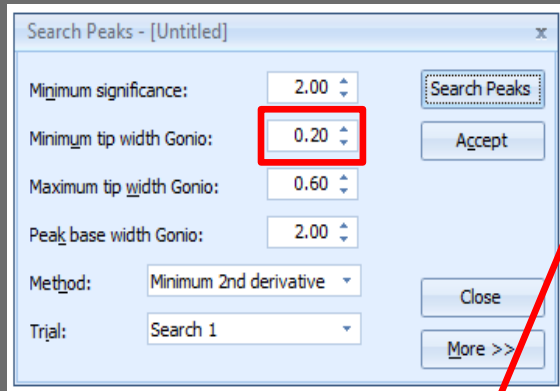 Search Peaks - [Untitled] x
Minimum significance: 2.00 Search Peaks
Minimum tip width Gonio: 0.20 Accept
Maximum tip width Gonio: 0.60
Peak base width Gonio: 2.00
Method: Minimum 2nd derivative Close
Trial: Search 1 More >>